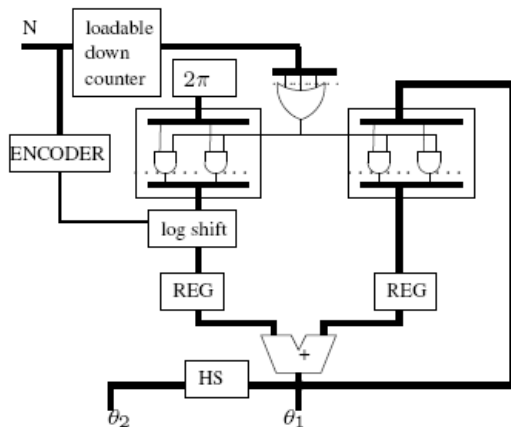 N
loadable
down
counter
2π
ENCODER
log shift
REG
REG
+
HS
θ2
θ1